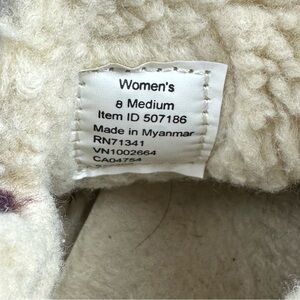 Women's
8 Medium
Item ID 507186
Made in Myanmar
RN71341
VN1002664
CA04754